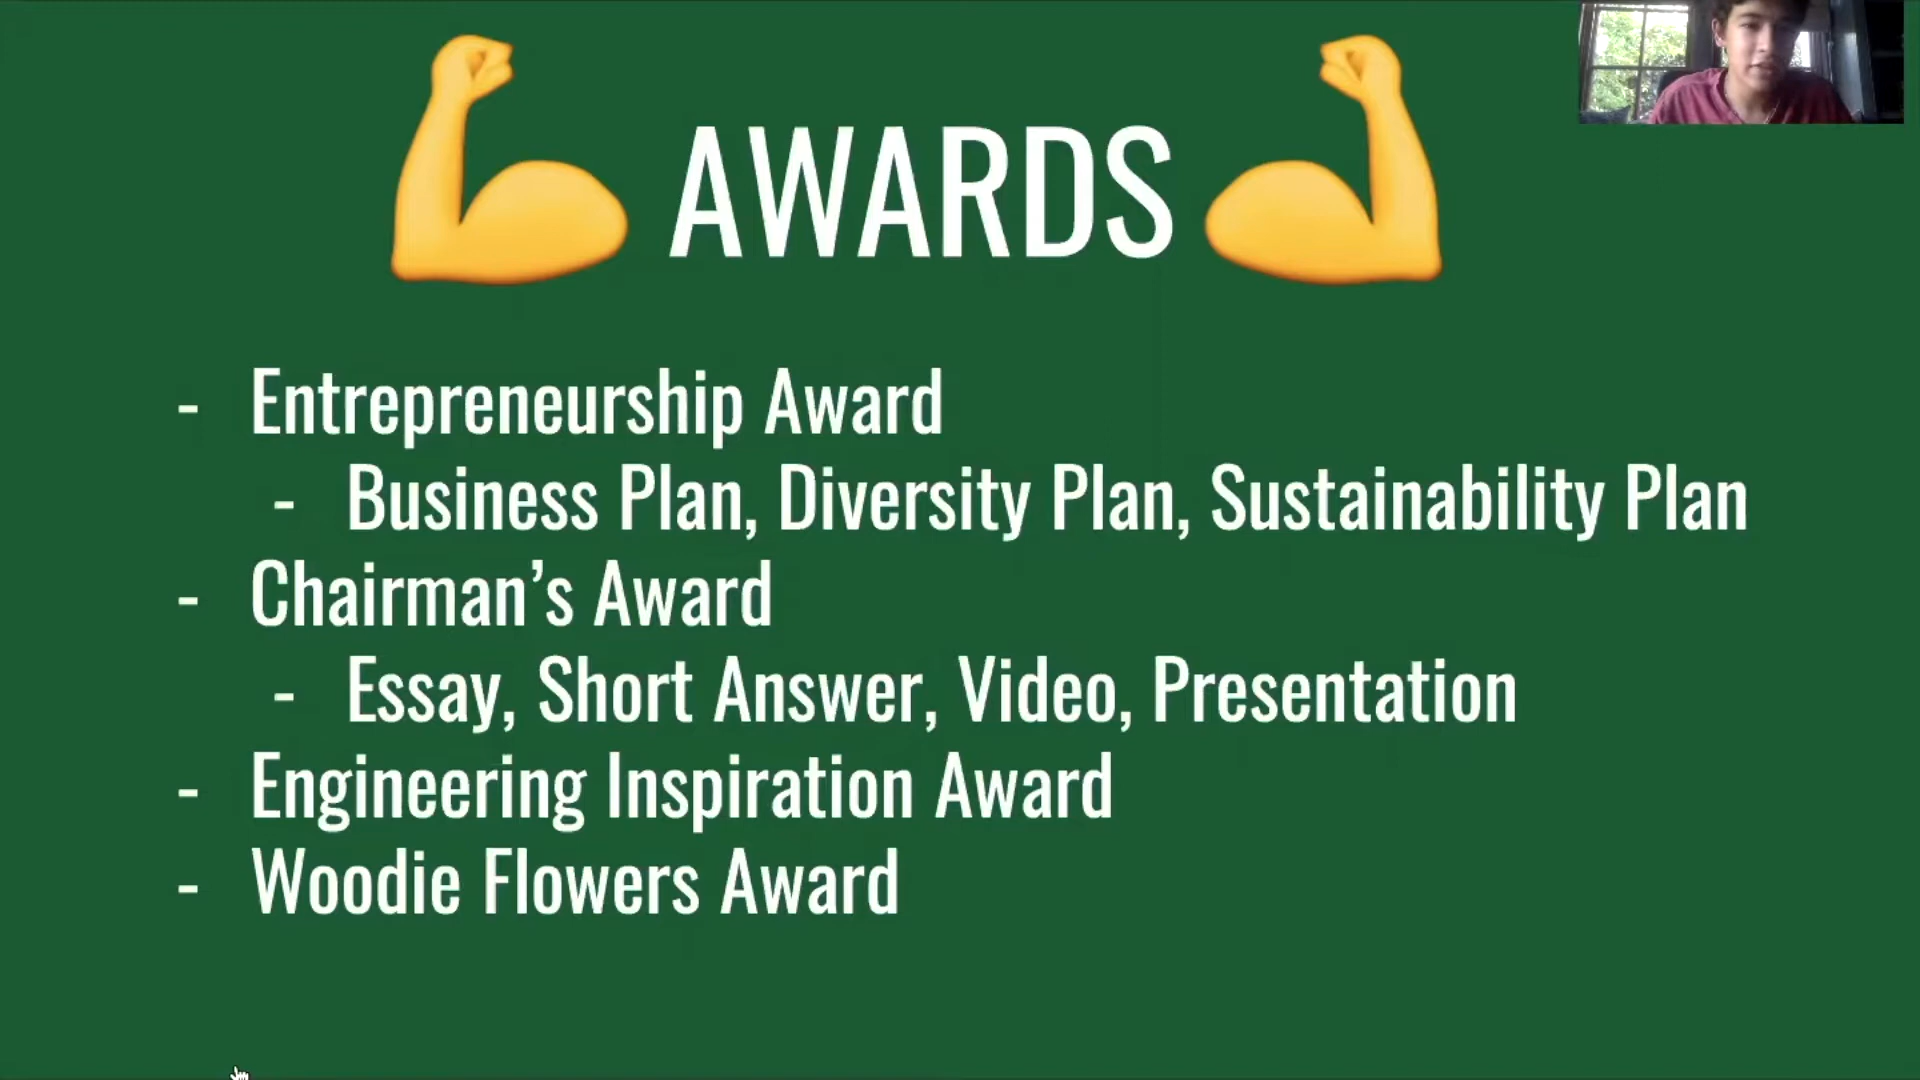 AWARDS
- Entrepreneurship Award
- Business Plan, Diversity Plan, Sustainability Plan
- Chairman’s Award
- Essay, Short Answer, Video, Presentation
- Engineering Inspiration Award
- Woodie Flowers Award